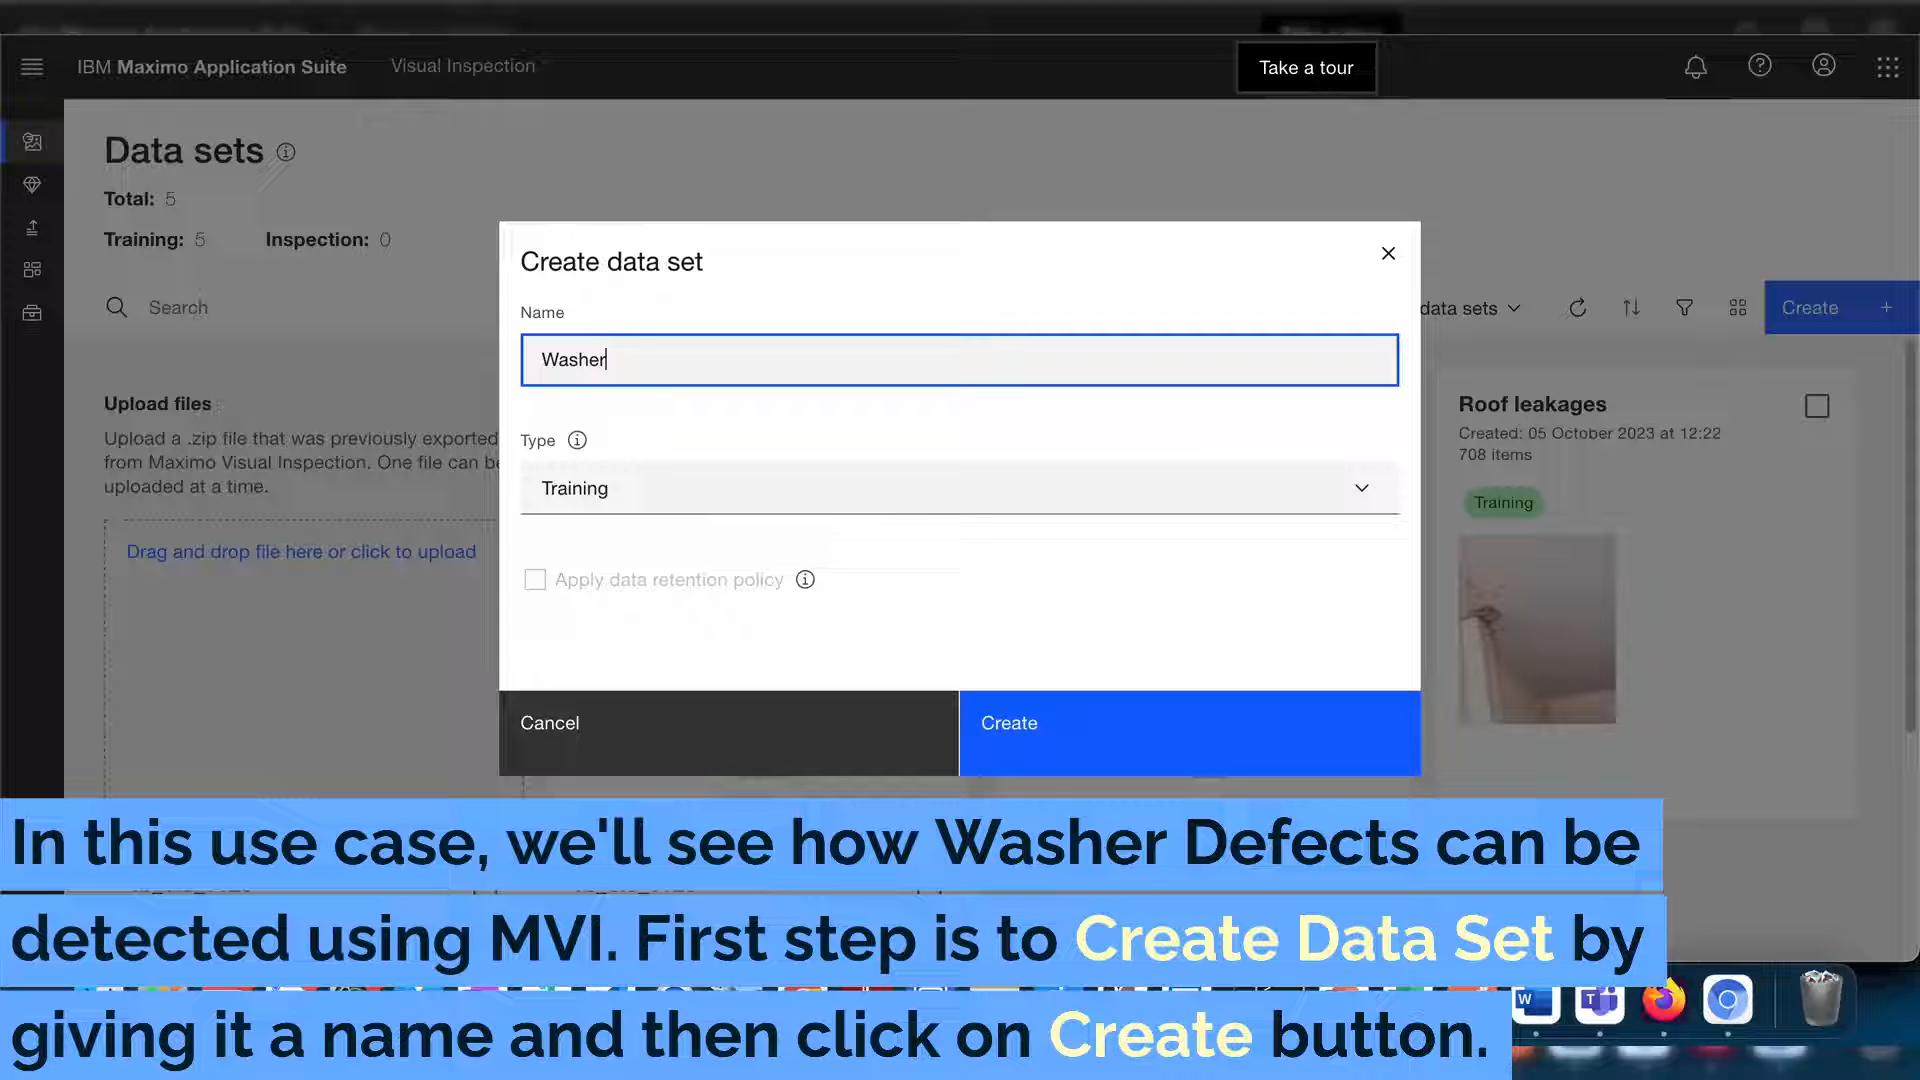 IBM Maximo Application Suite
Visual Inspection
Take a tour
Data sets
Total: 5
Training: 5 Inspection: 0
Search
data sets
Create +
Create data set
Name
Washer
Type
Training
Apply data retention policy
Cancel
Create
Upload files
Upload a .zip file that was previously exported
from Maximo Visual Inspection. One file can be
uploaded at a time.
Drag and drop file here or click to upload
Roof leakages
Created: 05 October 2023 at 12:22
708 items
Training
In this use case, we'll see how Washer Defects can be
detected using MVI. First step is to Create Data Set by
giving it a name and then click on Create button.